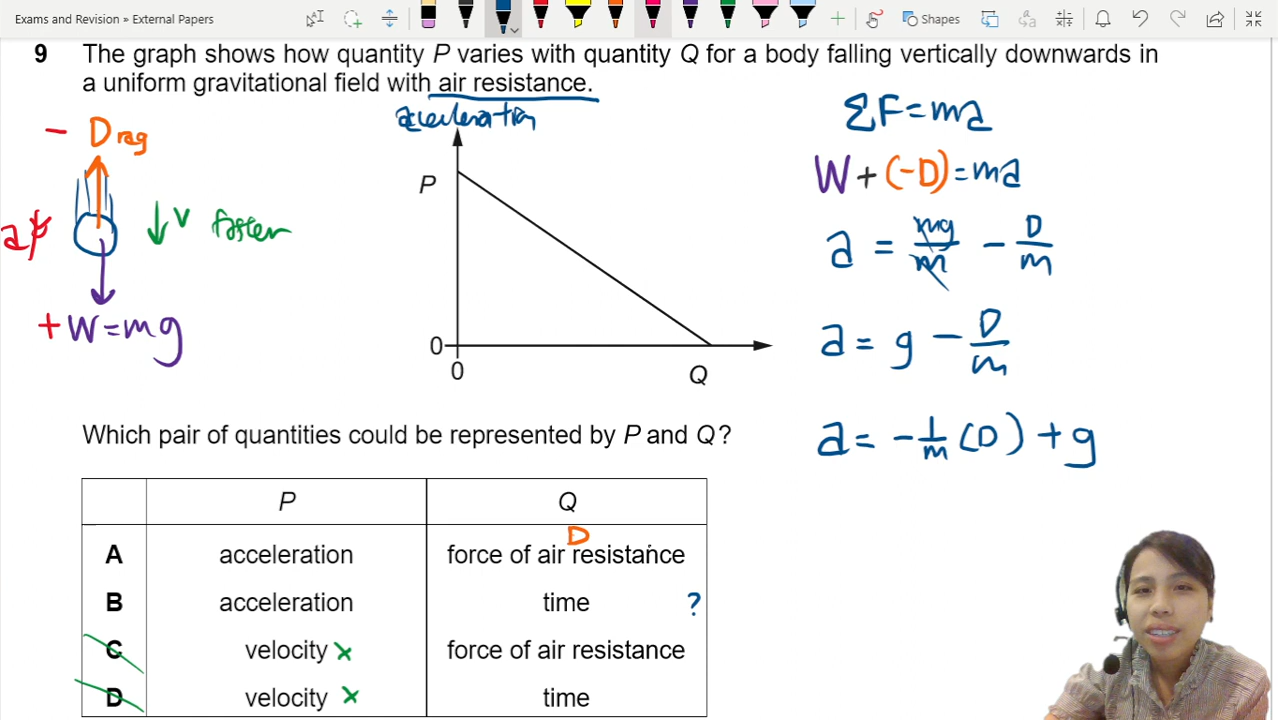 Exams and Revision » External Papers
Shapes
9 The graph shows how quantity P varies with quantity Q for a body falling vertically downwards in
a uniform gravitational field with air resistance.
acceleration
P
0
0
Q
- Drag
a
↓ v faster
+W=mg
ΣF=ma
W + (-D) = ma
a = mg/m - D/m
a = g - D/m
a = -1/m (D) + g
Which pair of quantities could be represented by P and Q?
P Q
D
A acceleration force of air resistance
B acceleration time ?
C velocity x force of air resistance
D velocity x time